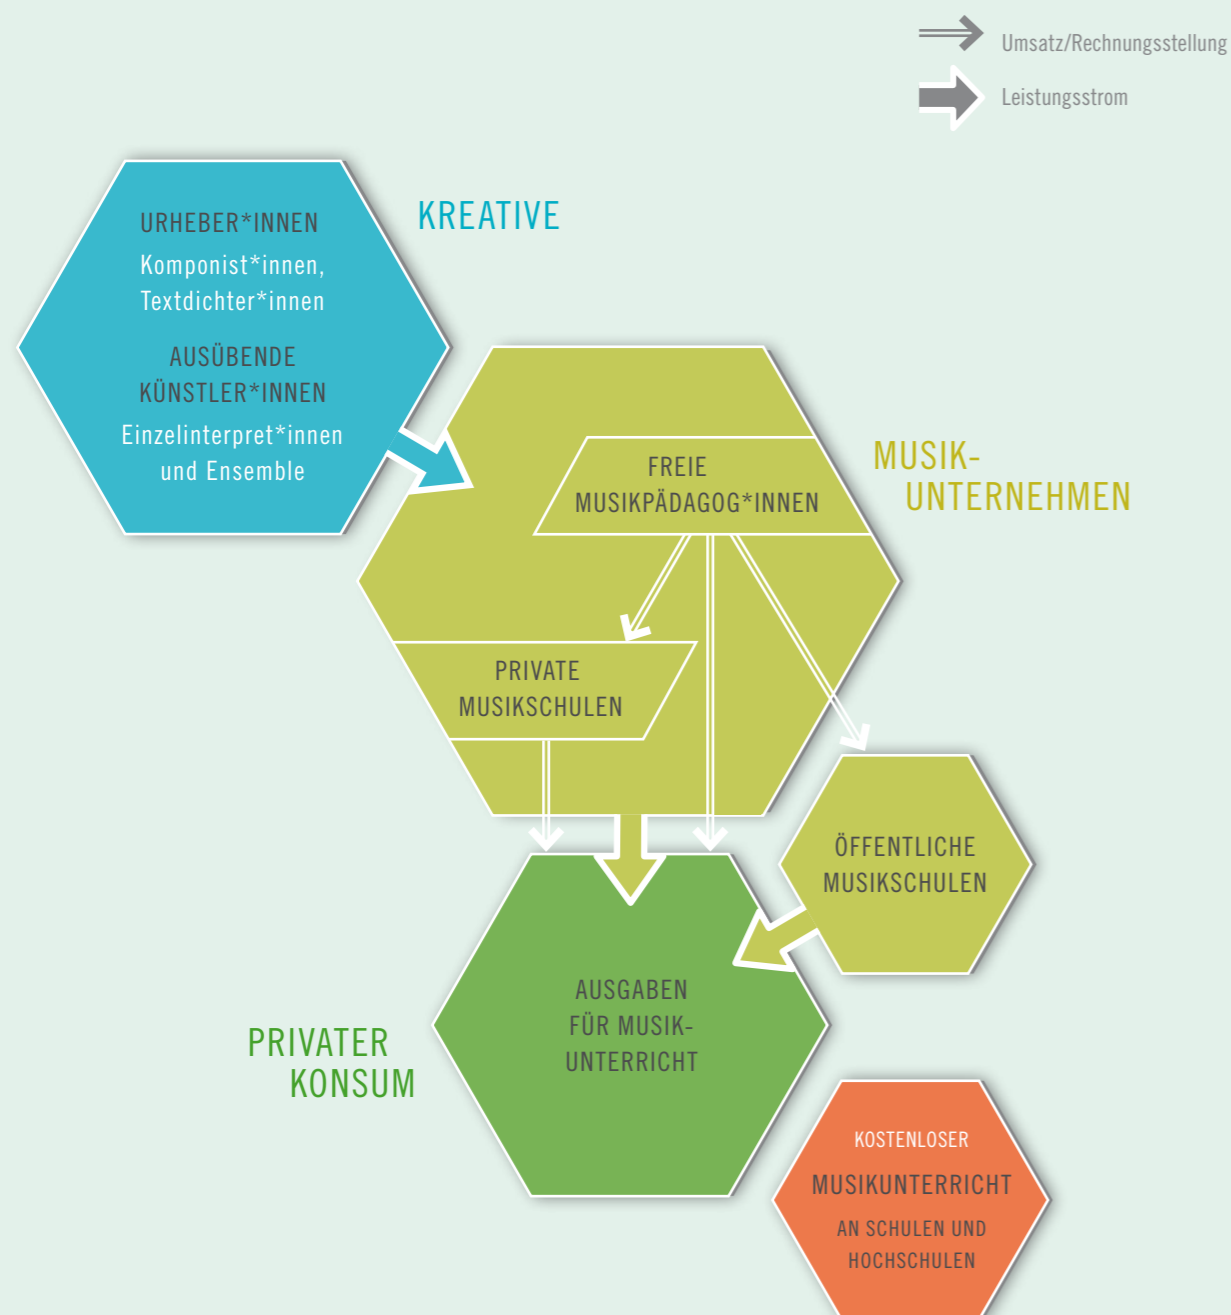 Umsatz/Rechnungsstellung
Leistungsstrom
KREATIVE
URHEBER*INNEN
Komponist*innen,
Textdichter*innen
AUSÜBENDE
KÜNSTLER*INNEN
Einzelinterpret*innen
und Ensemble
MUSIK-
UNTERNEHMEN
FREIE
MUSIKPÄDAGOG*INNEN
PRIVATE
MUSIKSCHULEN
ÖFFENTLICHE
MUSIKSCHULEN
PRIVATER
KONSUM
AUSGABEN
FÜR MUSIK-
UNTERRICHT
KOSTENLOSER
MUSIKUNTERRICHT
AN SCHULEN UND
HOCHSCHULEN